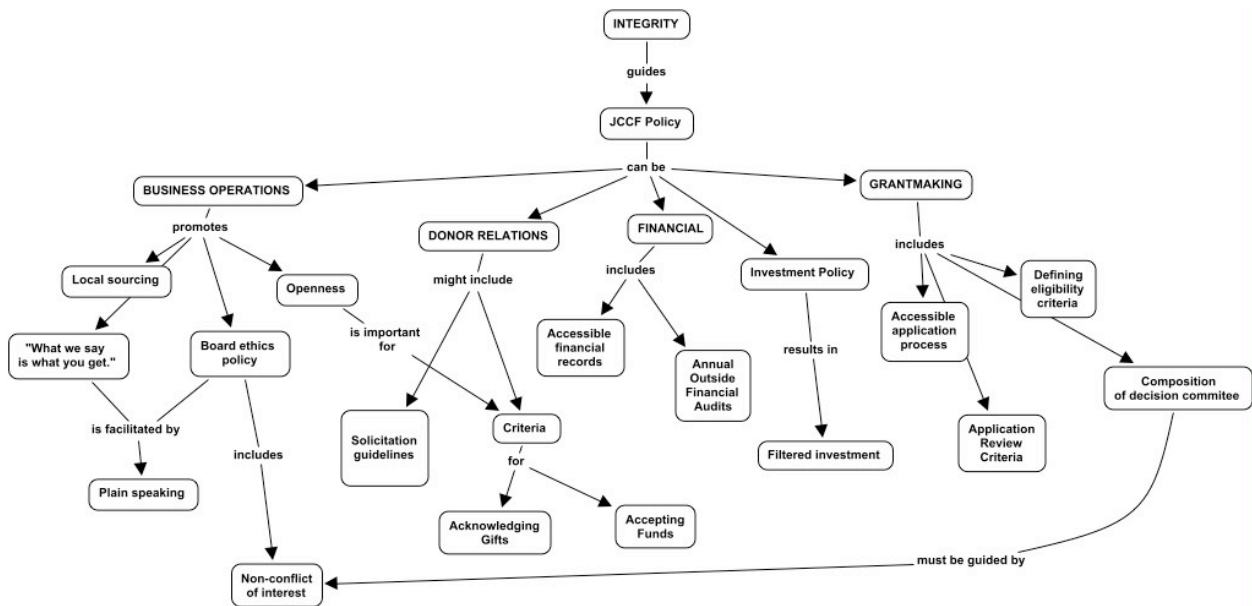 INTEGRITY
guides
JCCF Policy
can be
BUSINESS OPERATIONS
GRANTMAKING
promotes
DONOR RELATIONS
FINANCIAL
includes
Local sourcing
Openness
might include
includes
Investment Policy
Defining
eligibility
criteria
Accessible
application
process
"What we say
is what you get."
Board ethics
policy
is important
for
Accessible
financial
records
Annual
Outside
Financial
Audits
results in
Composition
of decision commitee
is facilitated by
includes
Solicitation
guidelines
Criteria
for
Filtered investment
Application
Review
Criteria
Plain speaking
Acknowledging
Gifts
Accepting
Funds
must be guided by
Non-conflict
of interest